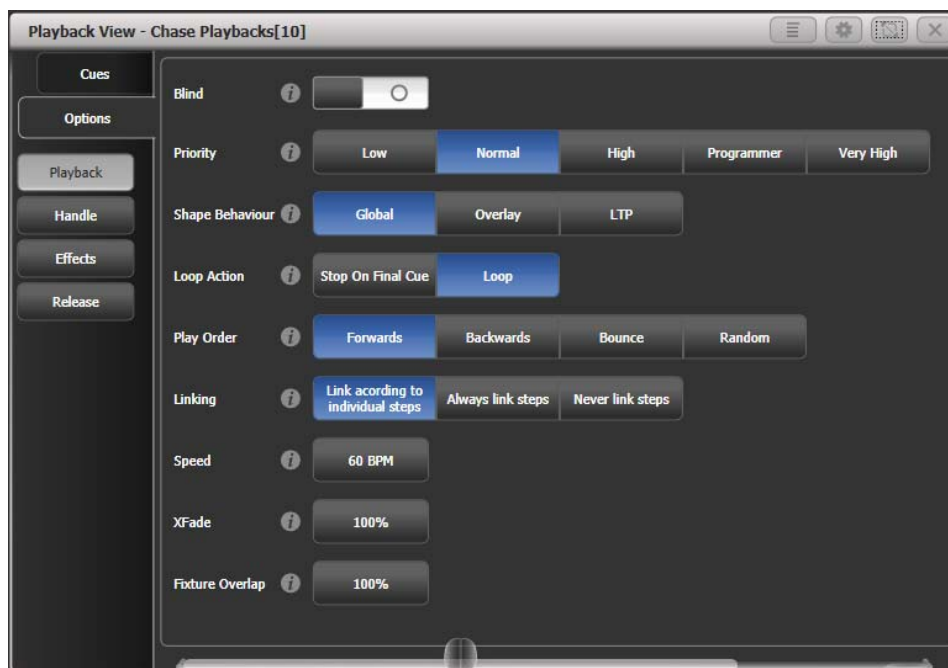 Playback View - Chase Playbacks[10]
Cues
Options
Playback
Handle
Effects
Release
Blind
Priority Low Normal High Programmer Very High
Shape Behaviour Global Overlay LTP
Loop Action Stop On Final Cue Loop
Play Order Forwards Backwards Bounce Random
Linking Link acording to individual steps Always link steps Never link steps
Speed 60 BPM
XFade 100%
Fixture Overlap 100%